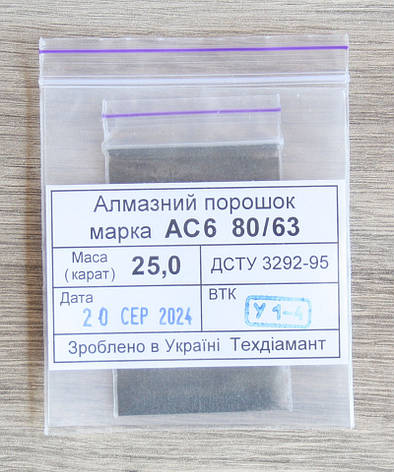 Алмазний порошок
марка АС6 80/63
Маса (карат) 25,0 ДСТУ 3292-95
Дата ВТК
20 СЕР 2024 У 1-4
Зроблено в Україні Техдіамант